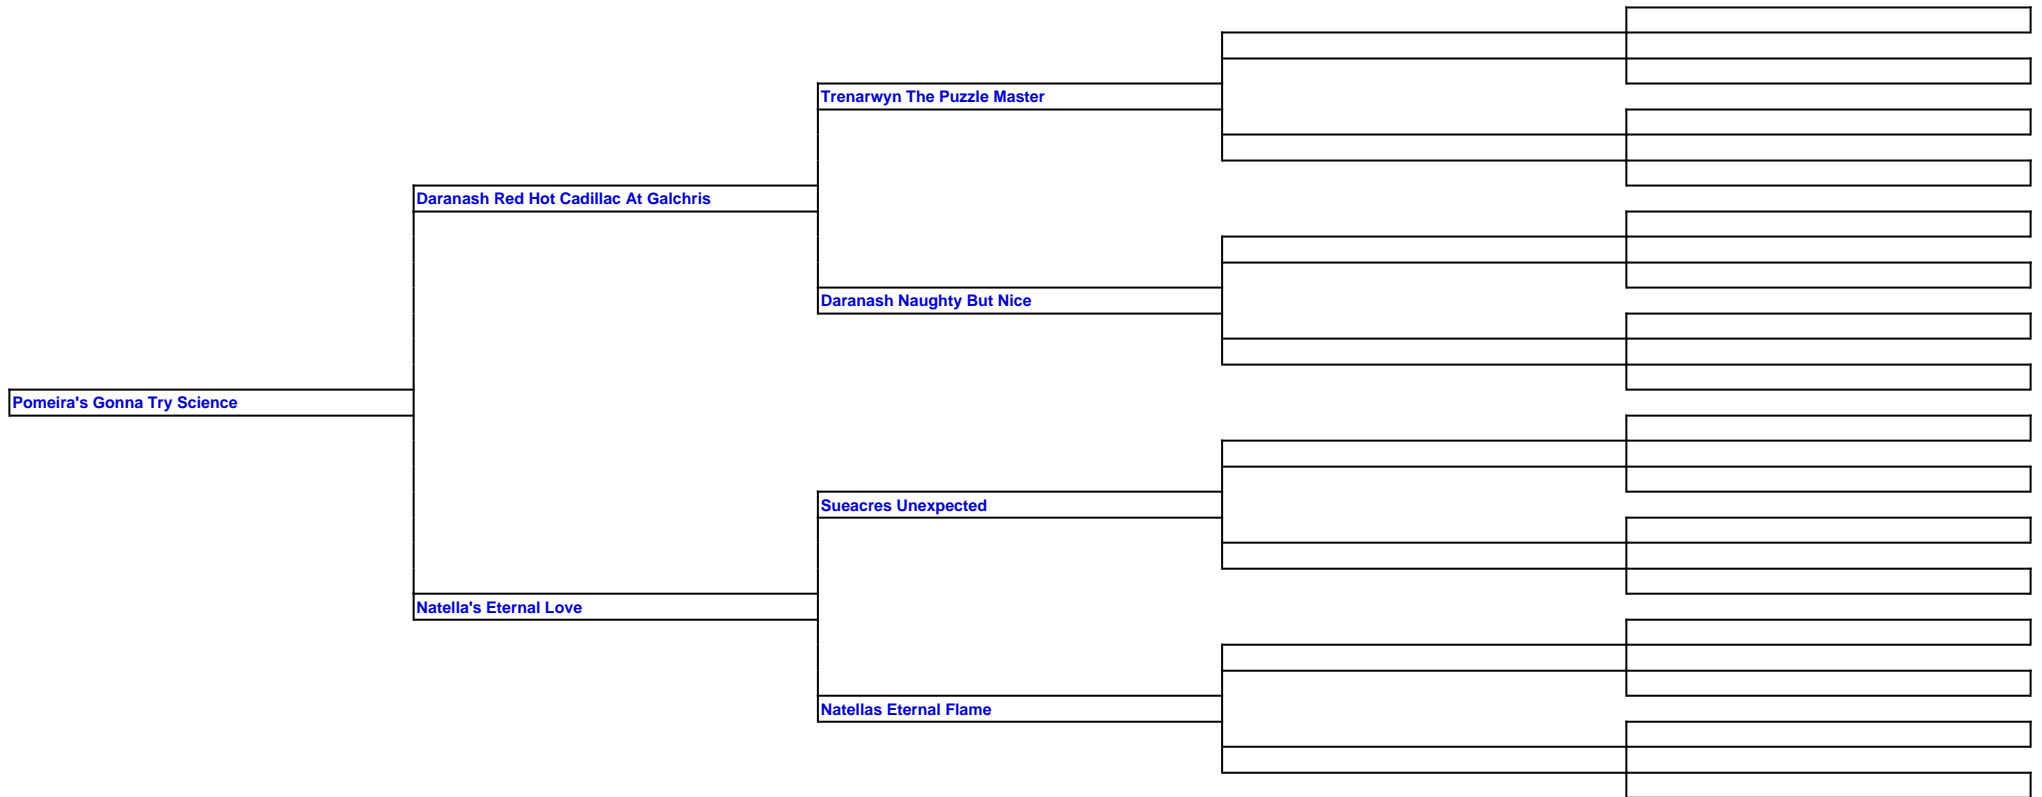 Trenarwyn The Puzzle Master
Daranash Red Hot Cadillac At Galchris
Daranash Naughty But Nice
Pomeira's Gonna Try Science
Sueacres Unexpected
Natella's Eternal Love
Natellas Eternal Flame